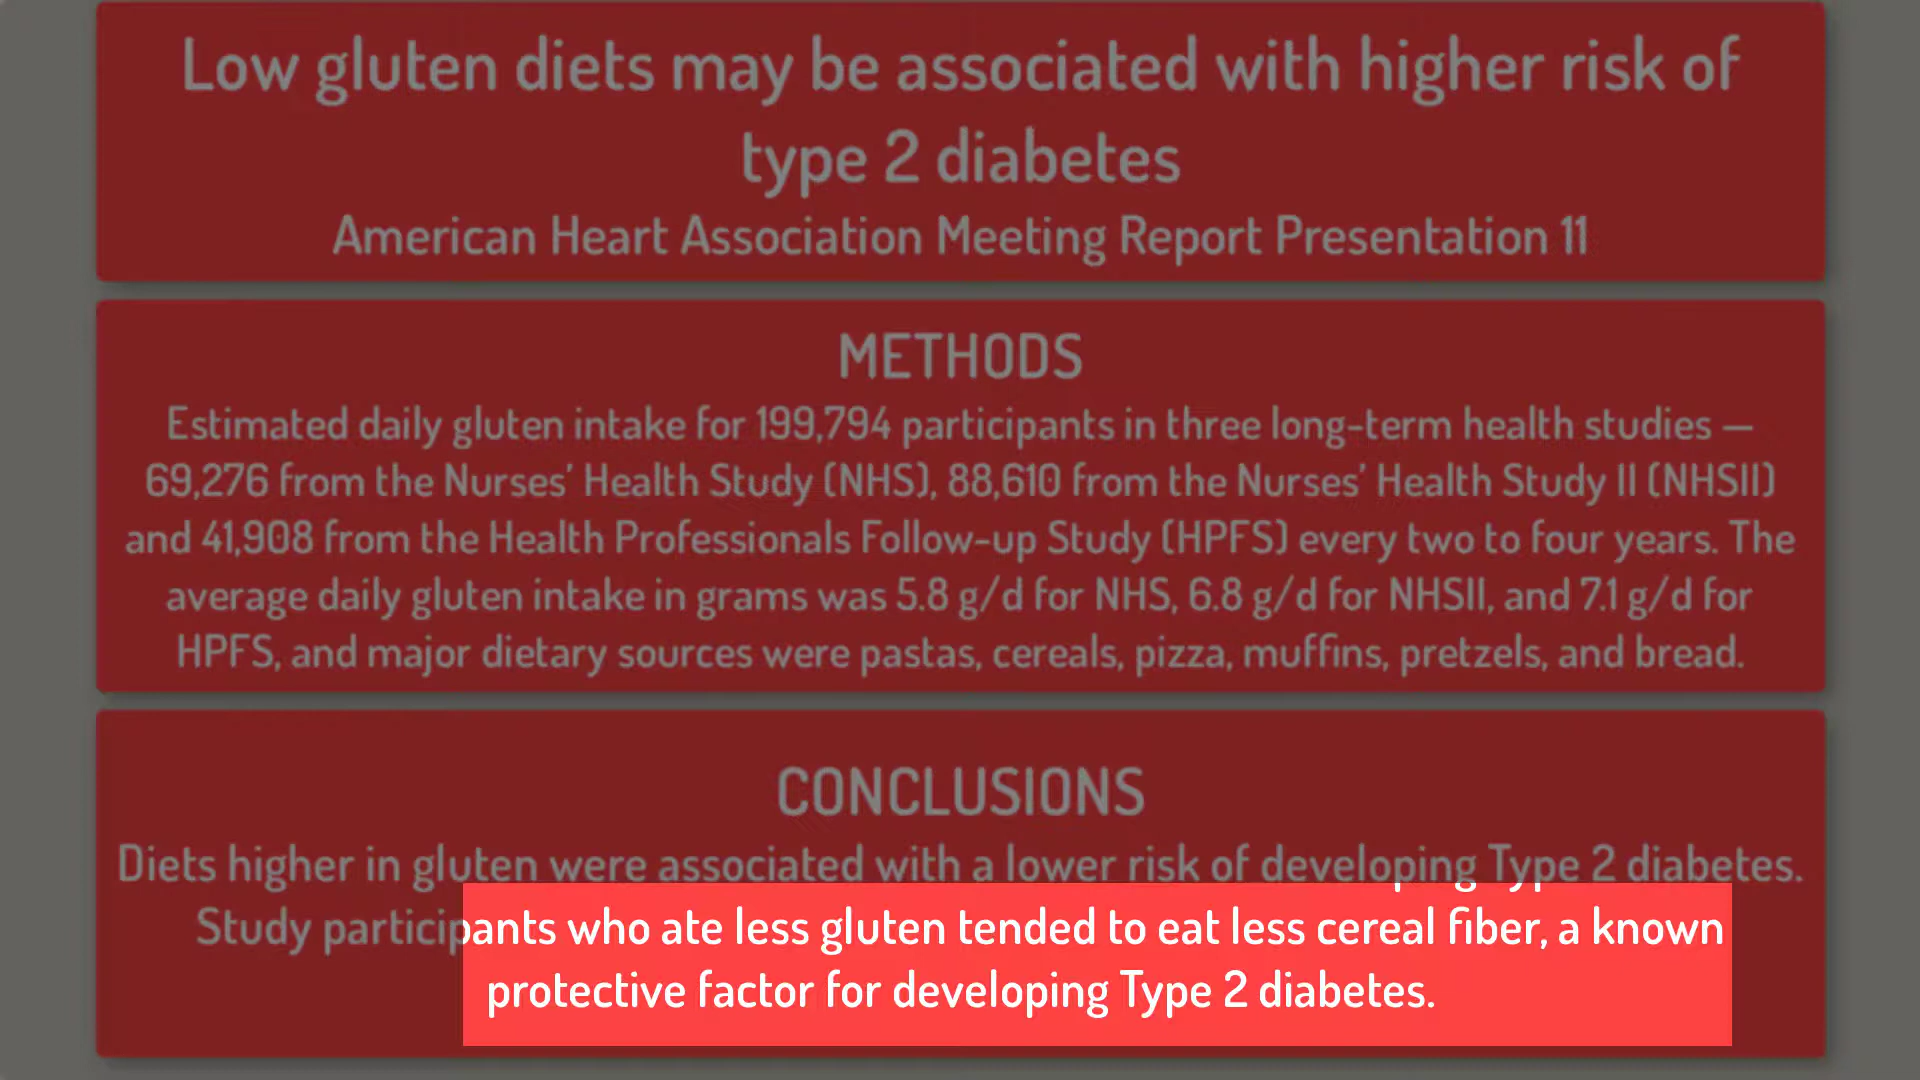 Low gluten diets may be associated with higher risk of
type 2 diabetes
American Heart Association Meeting Report Presentation 11
METHODS
Estimated daily gluten intake for 199,794 participants in three long-term health studies —
69,276 from the Nurses’ Health Study (NHS), 88,610 from the Nurses’ Health Study II (NHSII)
and 41,908 from the Health Professionals Follow-up Study (HPFS) every two to four years. The
average daily gluten intake in grams was 5.8 g/d for NHS, 6.8 g/d for NHSII, and 7.1 g/d for
HPFS, and major dietary sources were pastas, cereals, pizza, muffins, pretzels, and bread.
CONCLUSIONS
Diets higher in gluten were associated with a lower risk of developing Type 2 diabetes.
Study participants who ate less gluten tended to eat less cereal fiber, a known
protective factor for developing Type 2 diabetes.